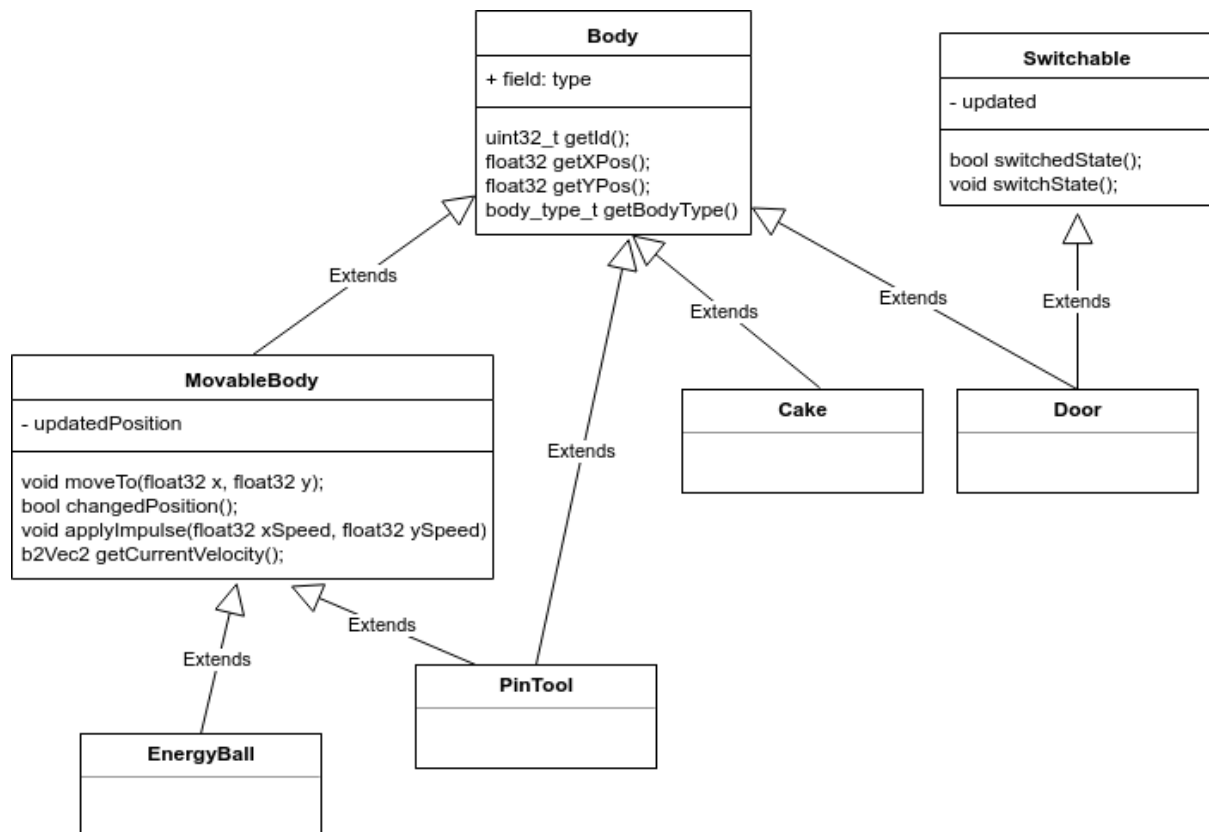 Body
+ field: type
uint32_t getId();
float32 getXPos();
float32 getYPos();
body_type_t getBodyType()
Switchable
- updated
bool switchedState();
void switchState();
Extends
Extends
Extends
Extends
Extends
MovableBody
- updatedPosition
void moveTo(float32 x, float32 y);
bool changedPosition();
void applyImpulse(float32 xSpeed, float32 ySpeed)
b2Vec2 getCurrentVelocity();
Cake
Door
Extends
Extends
PinTool
EnergyBall